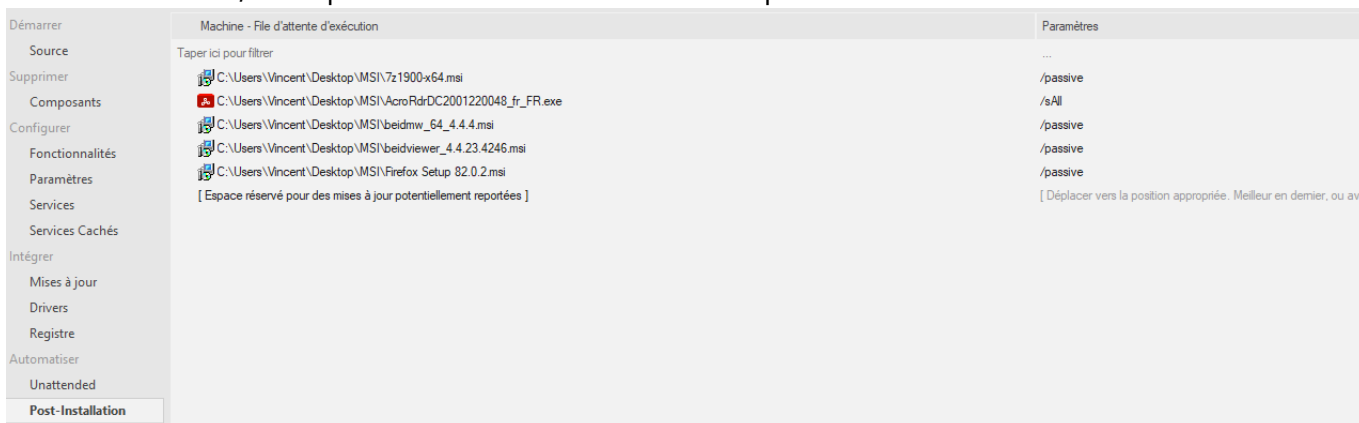 Démarrer
Machine - File d'attente d'exécution
Paramètres
Source
Taper ici pour filtrer
...
Supprimer
C:\Users\Vincent\Desktop\MSI\7z1900-x64.msi
/passive
Composants
C:\Users\Vincent\Desktop\MSI\AcroRdrDC2001220048_fr_FR.exe
/sAll
Configurer
C:\Users\Vincent\Desktop\MSI\beidmw_64_4.4.4.msi
/passive
Fonctionnalités
C:\Users\Vincent\Desktop\MSI\beidviewer_4.4.23.4246.msi
/passive
Paramètres
C:\Users\Vincent\Desktop\MSI\Firefox Setup 82.0.2.msi
/passive
Services
[ Espace réservé pour des mises à jour potentiellement reportées ]
[ Déplacer vers la position appropriée. Meilleur en dernier, ou av
Services Cachés
Intégrer
Mises à jour
Drivers
Registre
Automatiser
Unattended
Post-Installation